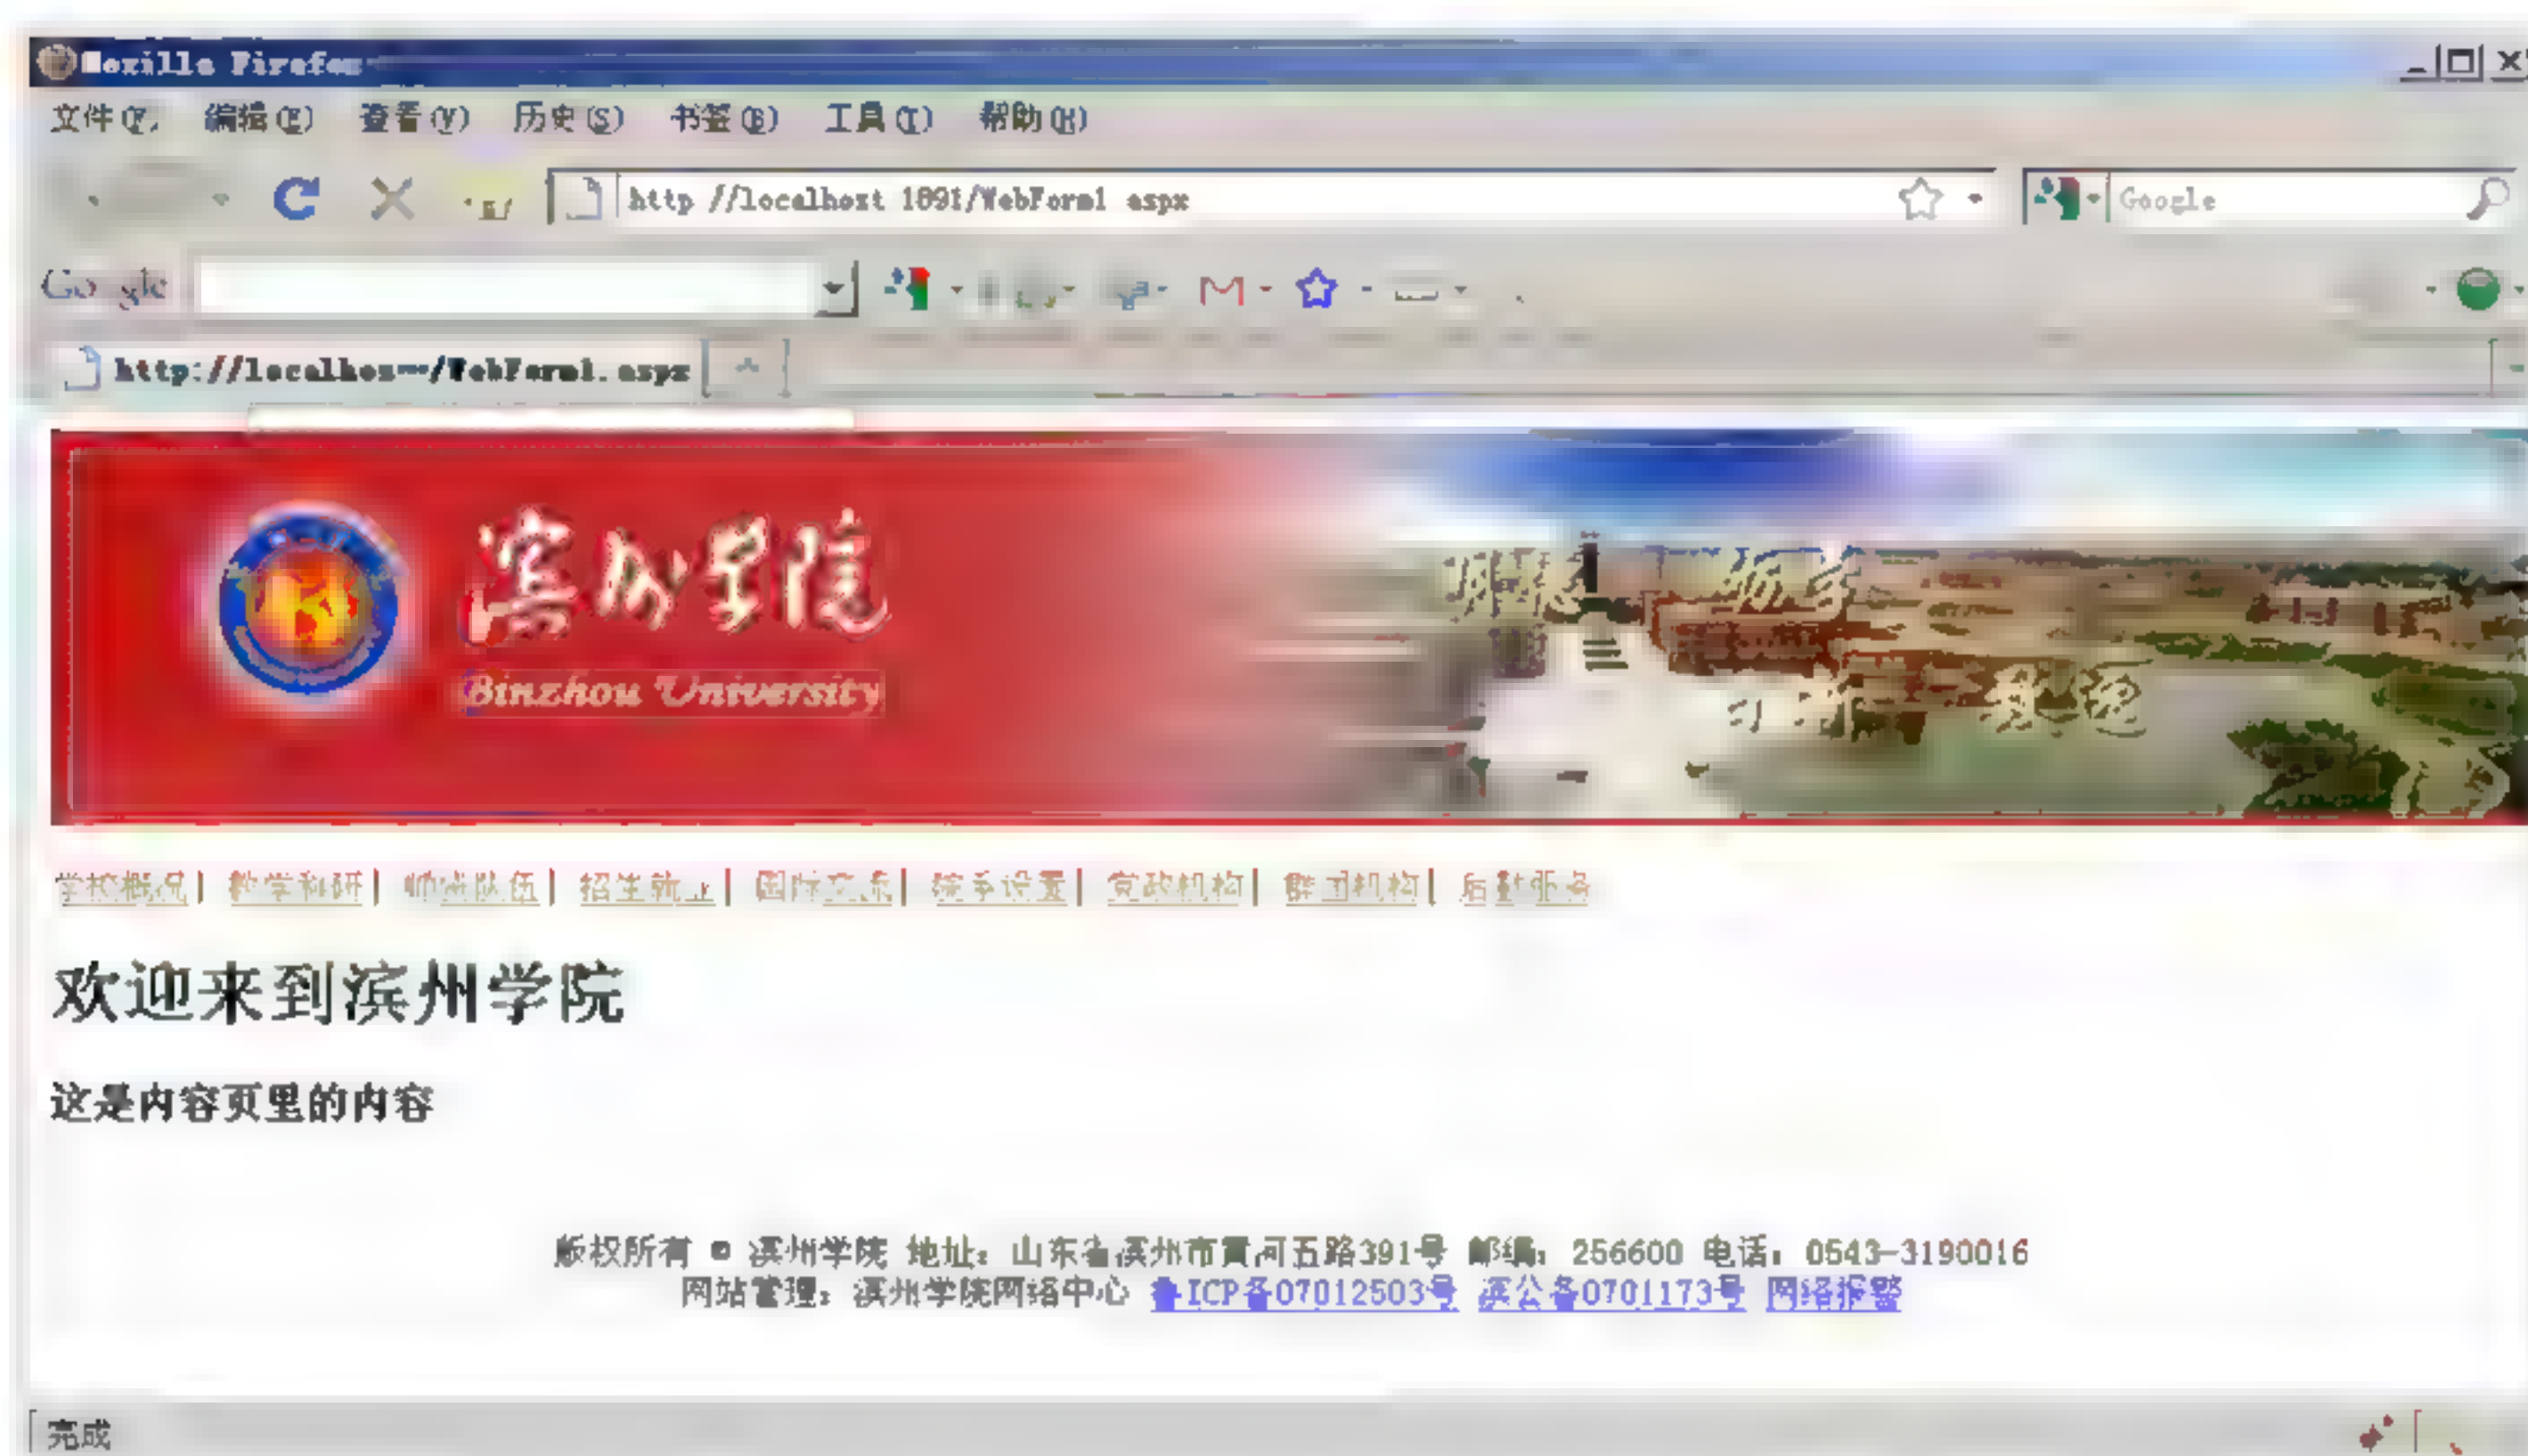 Mozilla Firefox
文件(F) 编辑(E) 查看(V) 历史(S) 书签(B) 工具(T) 帮助(H)
http //localhost 1891/WebForm1 aspx
Google
Google
http://localhos.../WebForm1.aspx
滨州学院
Binzhou University
学校概况| 教学科研| 师资队伍| 招生就业| 国际交流| 院系设置| 党政机构| 群团机构| 后勤服务
欢迎来到滨州学院
这是内容页里的内容
版权所有 © 滨州学院 地址: 山东省滨州市黄河五路391号 邮编: 256600 电话: 0543-3190016
网站管理: 滨州学院网络中心 鲁ICP备07012503号 滨公备0701173号 网络报警
完成